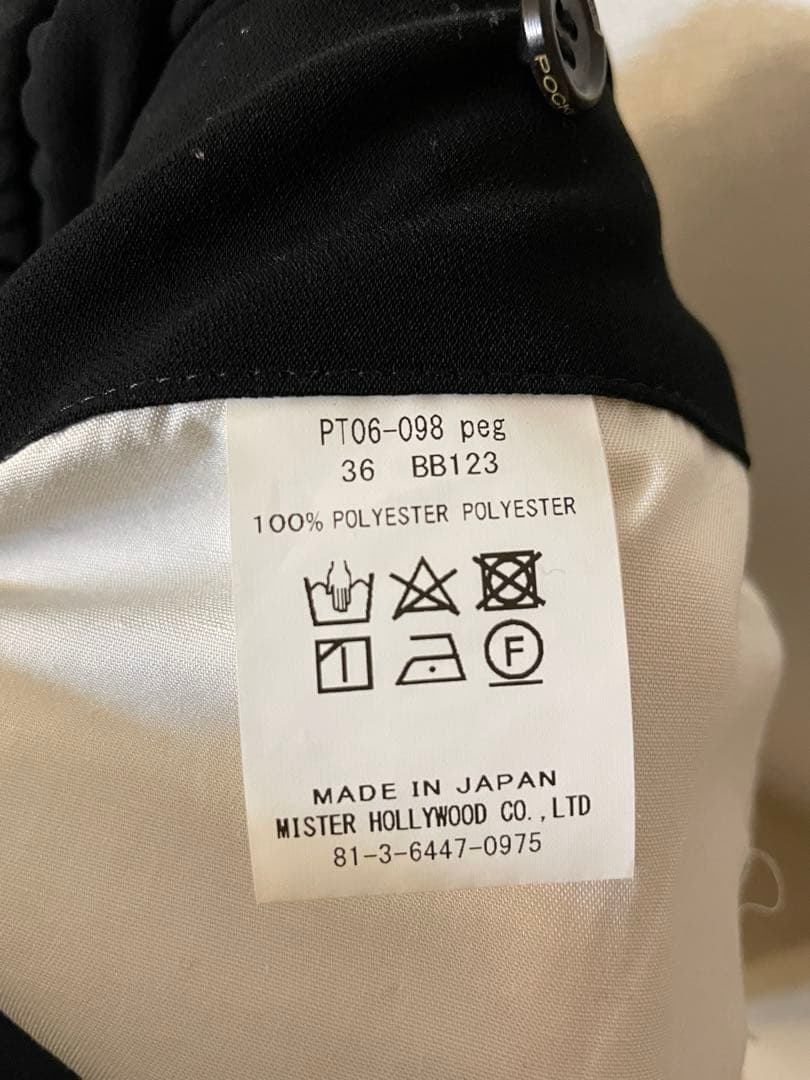 POCK
PT06-098 peg
36 BB123
100% POLYESTER POLYESTER
F
MADE IN JAPAN
MISTER HOLLYWOOD CO.,LTD
81-3-6447-0975